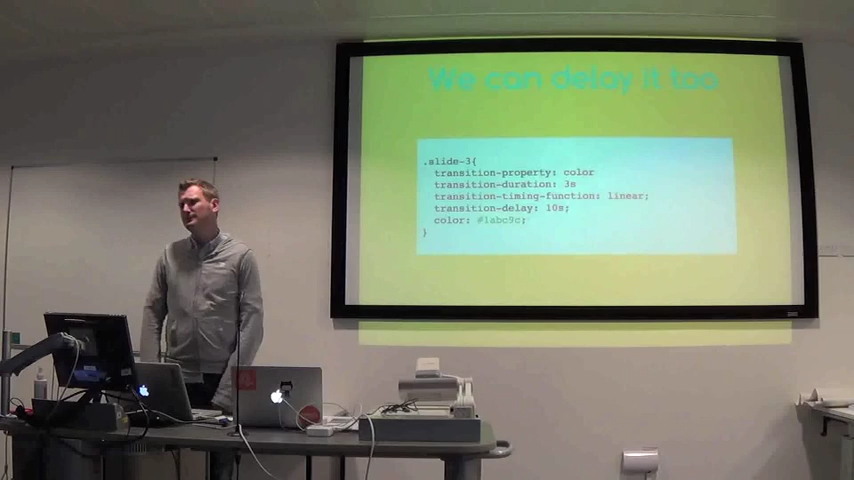 We can delay it too
.slide-3{
transition-property: color
transition-duration: 3s
transition-timing-function: linear;
transition-delay: 10s;
color: #1abc9c;
}